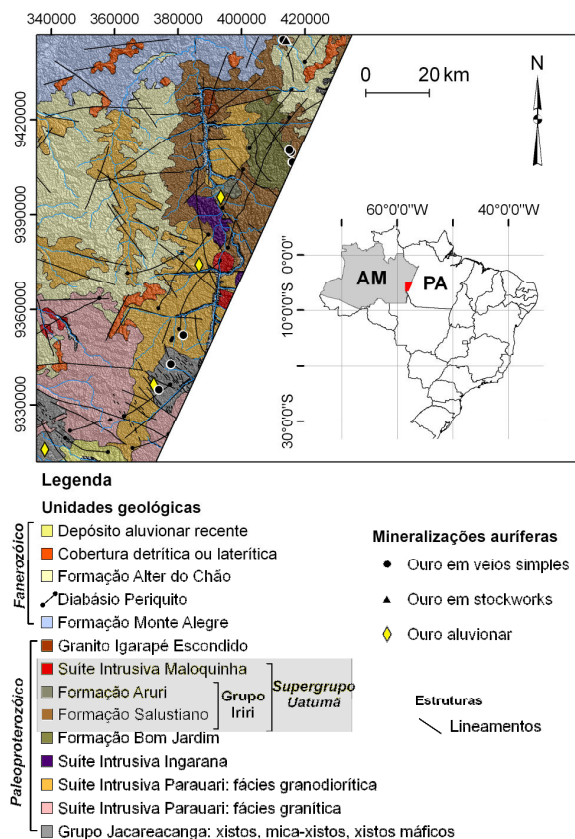 340000 360000 380000 400000 420000
9420000
9390000
9360000
9330000
0 20 km
N
60°0'0"W 40°0'0"W
0°0'0"
10°0'0"S
30°0'0"S
AM
PA
Legenda
Unidades geológicas
Fanerozóico
Depósito aluvionar recente
Cobertura detrítica ou laterítica
Formação Alter do Chão
Diabásio Periquito
Formação Monte Alegre
Paleoproterozóico
Granito Igarapé Escondido
Suíte Intrusiva Maloquinha
Formação Aruri
Formação Salustiano
Grupo
Iriri
Supergrupo
Uatumã
Formação Bom Jardim
Suíte Intrusiva Ingarana
Suíte Intrusiva Parauari: fácies granodiorítica
Suíte Intrusiva Parauari: fácies granítica
Grupo Jacareacanga: xistos, mica-xistos, xistos máficos
Mineralizações auríferas
Ouro em veios simples
Ouro em stockworks
Ouro aluvionar
Estruturas
Lineamentos